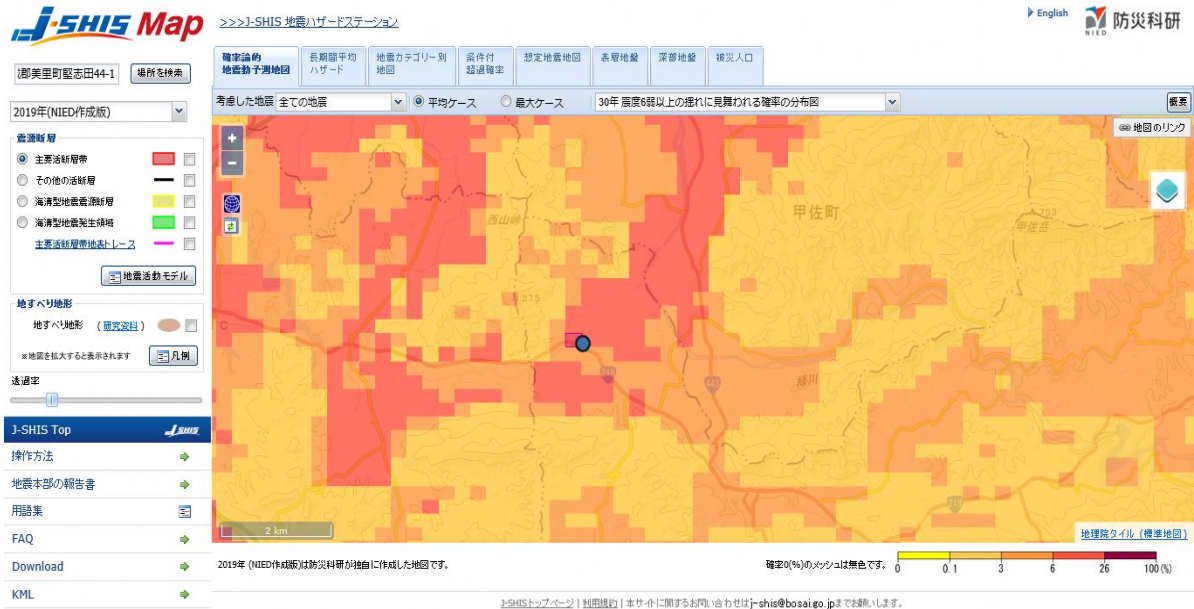 J-SHIS Map
>>>J-SHIS 地震ハザードステーション
English
NIED
防災科研
郡美里町堅志田44-1
場所を検索
2019年(NIED作成版)
震源断層
主要活断層帯
その他の活断層
海溝型地震震源断層
海溝型地震発生領域
主要活断層帯地表トレース
地震活動モデル
地すべり地形
地すべり地形 (研究資料)
※地図を拡大すると表示されます
凡例
透過率
J-SHIS Top
J-SHIS
操作方法
地震本部の報告書
用語集
FAQ
Download
KML
確率論的
地震動予測地図
長期間平均
ハザード
地震カテゴリー別
地図
条件付
超過確率
想定地震地図
表層地盤
深部地盤
被災人口
考慮した地震 全ての地震
平均ケース
最大ケース
30年 震度6弱以上の揺れに見舞われる確率の分布図
概要
+
-
地図のリンク
西山峠
甲佐町
753
甲佐岳
275
218
443
緑川
218
2 km
地理院タイル (標準地図)
2019年 (NIED作成版)は防災科研が独自に作成した地図です。
確率0(%)のメッシュは無色です。
0 0.1 3 6 26 100(%)
J-SHISトップページ | 利用規約 | 本サイトに関するお問い合わせはj-shis@bosai.go.jpまでお願いします。